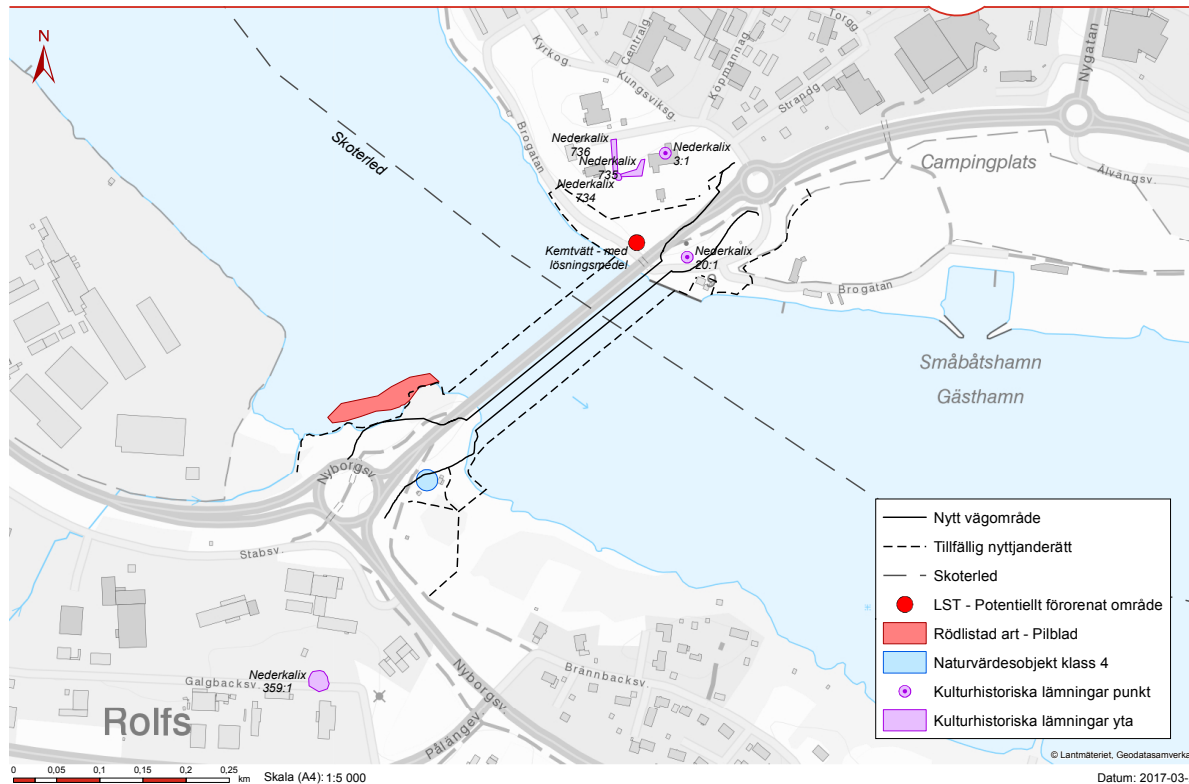 N
Kyrkog.
Centralg.
Torgg.
Köpmannag.
Kungsviksg.
Strandg.
Nygatan
Skoterled
Brogatan
Nederkalix
736
Nederkalix
735
Nederkalix
734
Nederkalix
3:1
Campingplats
Älvängsv.
Kemtvätt - med
lösningsmedel
Nederkalix
20:1
Brogatan
Småbåtshamn
Gästhamn
Nyborgsv.
Stabsv.
Nederkalix
359:1
Galgbacksv.
Rolfs
Nyborgsv.
Brännbacksv.
Pålängev.
Nytt vägområde
Tillfällig nyttjanderätt
Skoterled
LST - Potentiellt förorenat område
Rödlistad art - Pilblad
Naturvärdesobjekt klass 4
Kulturhistoriska lämningar punkt
Kulturhistoriska lämningar yta
© Lantmäteriet, Geodatasamverka
0 0,05 0,1 0,15 0,2 0,25 km
Skala (A4): 1:5 000
Datum: 2017-03-